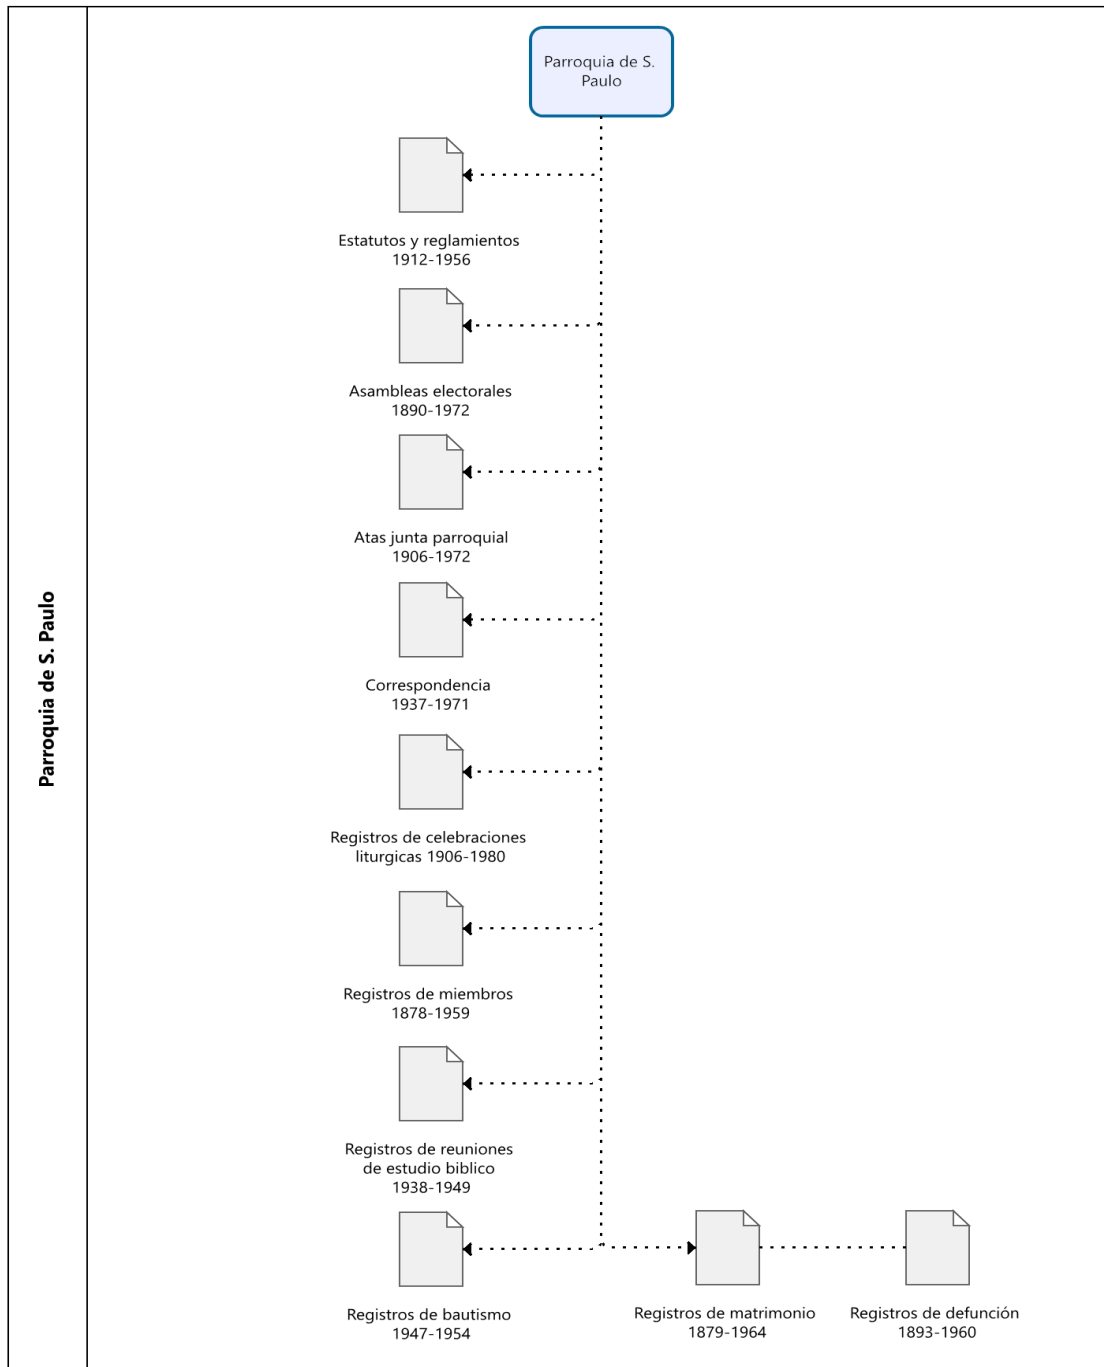 Parroquia de S. Paulo
Parroquia de S.
Paulo
Estatutos y reglamientos
1912-1956
Asambleas electorales
1890-1972
Atas junta parroquial
1906-1972
Correspondencia
1937-1971
Registros de celebraciones
liturgicas 1906-1980
Registros de miembros
1878-1959
Registros de reuniones
de estudio biblico
1938-1949
Registros de bautismo
1947-1954
Registros de matrimonio
1879-1964
Registros de defunción
1893-1960